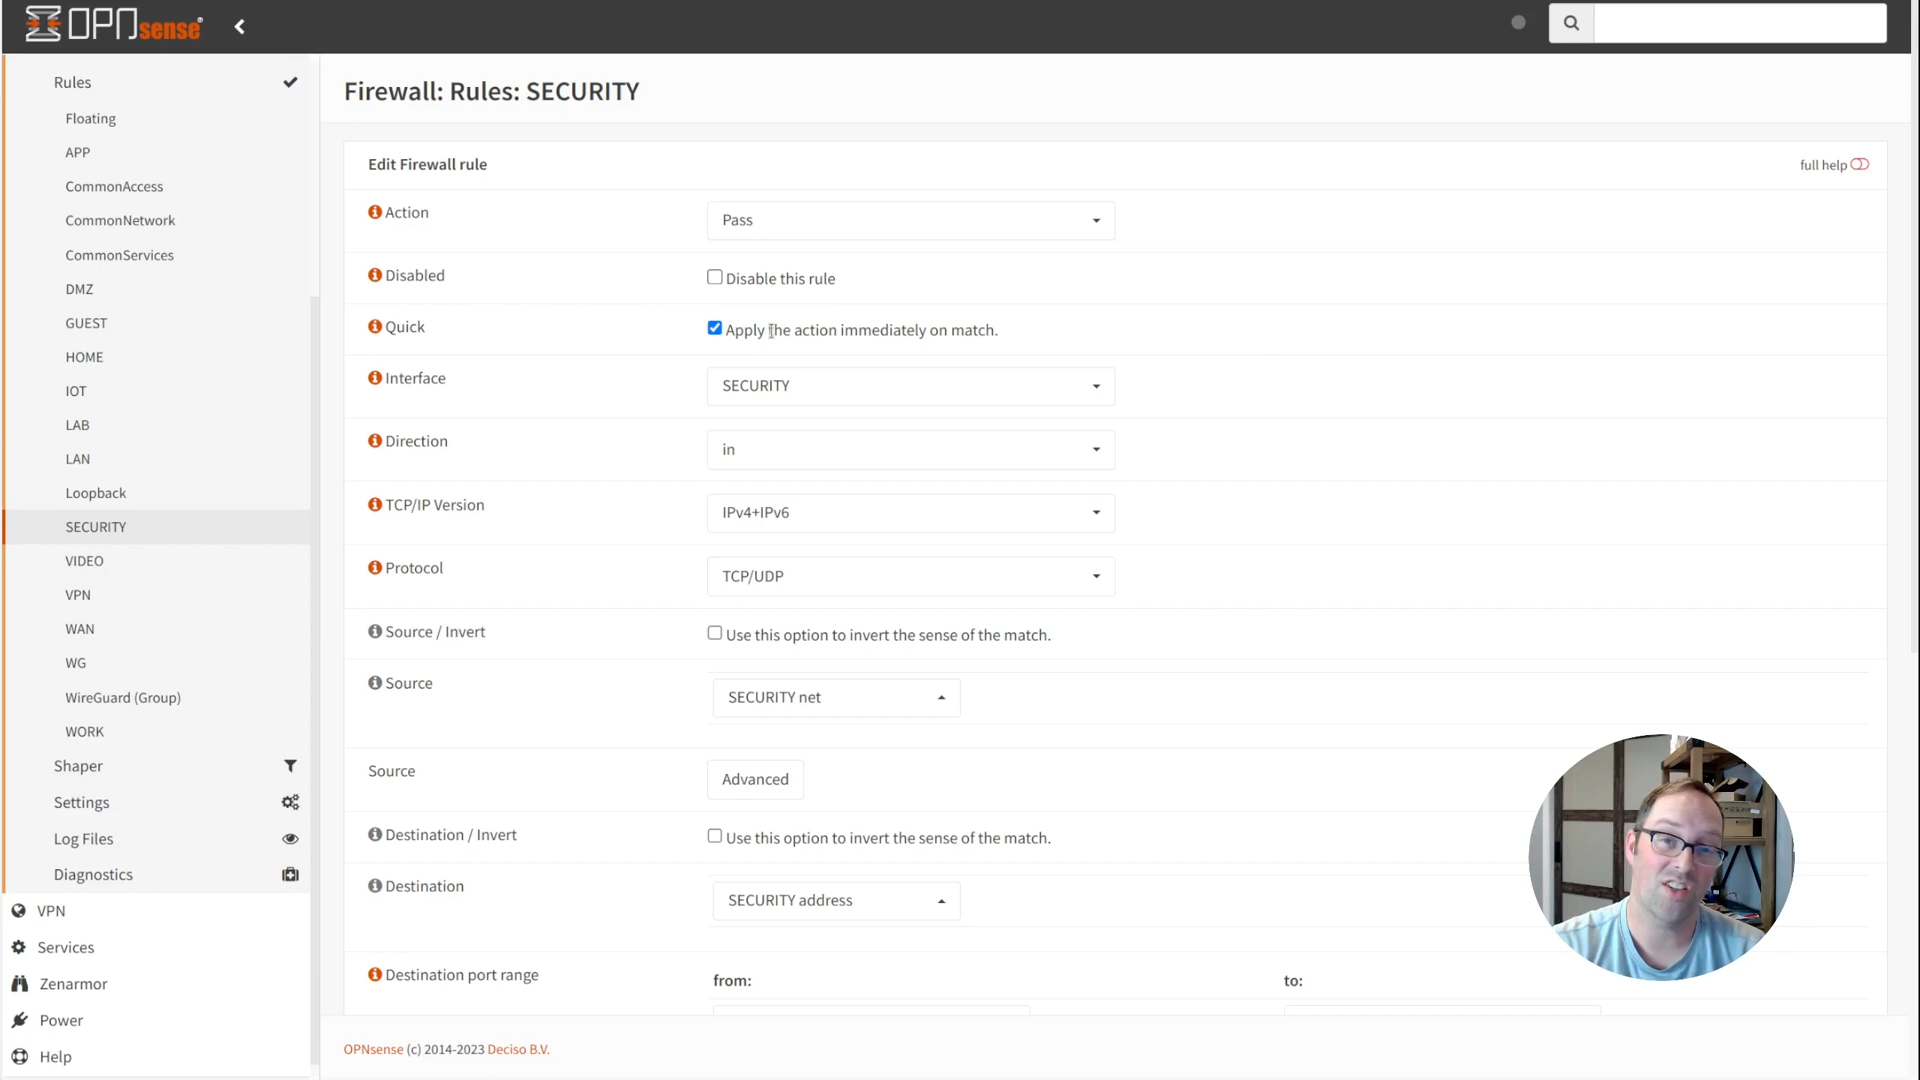 OPNsense
Rules
Floating
APP
CommonAccess
CommonNetwork
CommonServices
DMZ
GUEST
HOME
IOT
LAB
LAN
Loopback
SECURITY
VIDEO
VPN
WAN
WG
WireGuard (Group)
WORK
Shaper
Settings
Log Files
Diagnostics
VPN
Services
Zenarmor
Power
Help
Firewall: Rules: SECURITY
Edit Firewall rule
full help
Action
Pass
Disabled
Disable this rule
Quick
Apply the action immediately on match.
Interface
SECURITY
Direction
in
TCP/IP Version
IPv4+IPv6
Protocol
TCP/UDP
Source / Invert
Use this option to invert the sense of the match.
Source
SECURITY net
Source
Advanced
Destination / Invert
Use this option to invert the sense of the match.
Destination
SECURITY address
Destination port range
from:
to:
OPNsense (c) 2014-2023 Deciso B.V.